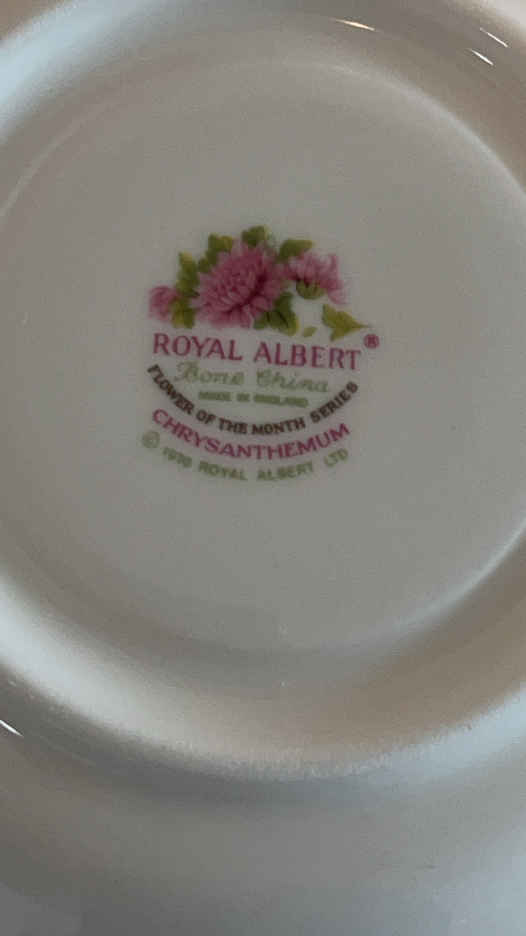 ROYAL ALBERT®
Bone China
MADE IN ENGLAND
FLOWER OF THE MONTH SERIES
CHRYSANTHEMUM
© 1970 ROYAL ALBERT LTD